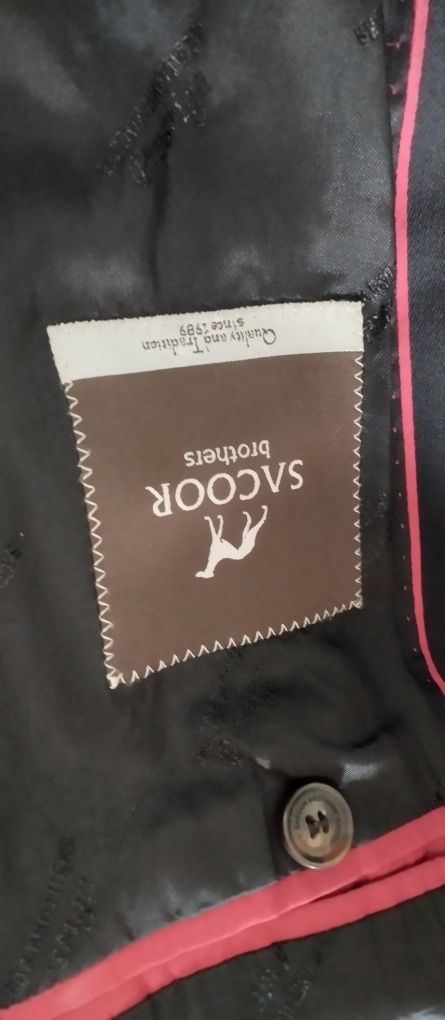 SACOOR
brothers
Quality and Tradition
since 1989